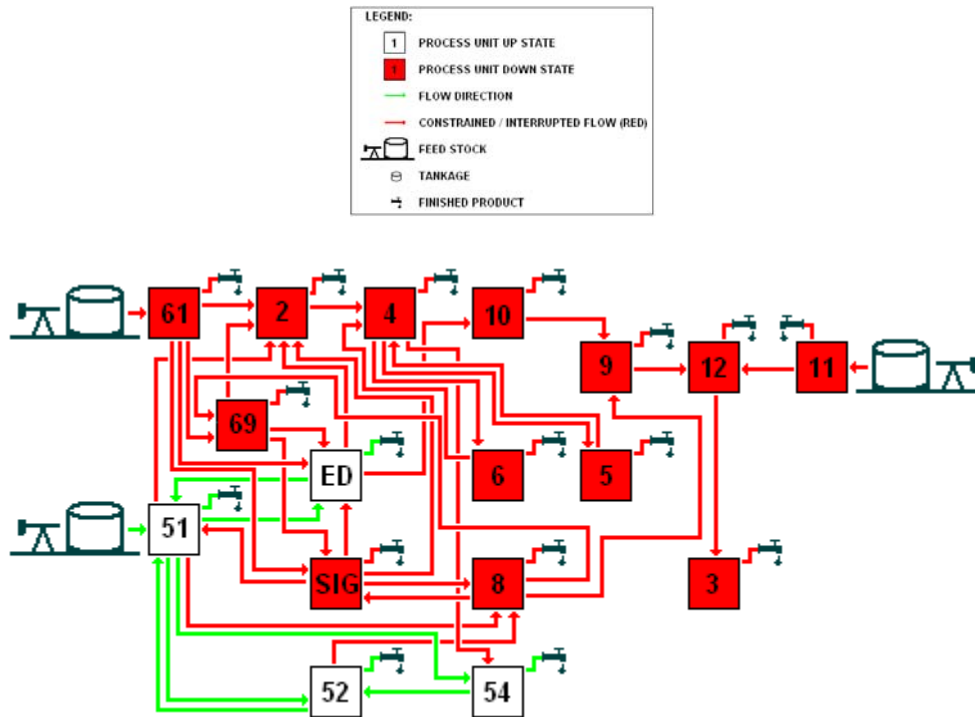 LEGEND:
1 PROCESS UNIT UP STATE
1 PROCESS UNIT DOWN STATE
FLOW DIRECTION
CONSTRAINED / INTERRUPTED FLOW (RED)
FEED STOCK
TANKAGE
FINISHED PRODUCT
61 2 4 10
9 12 11
69
ED 6 5
51
SIG 8 3
52 54